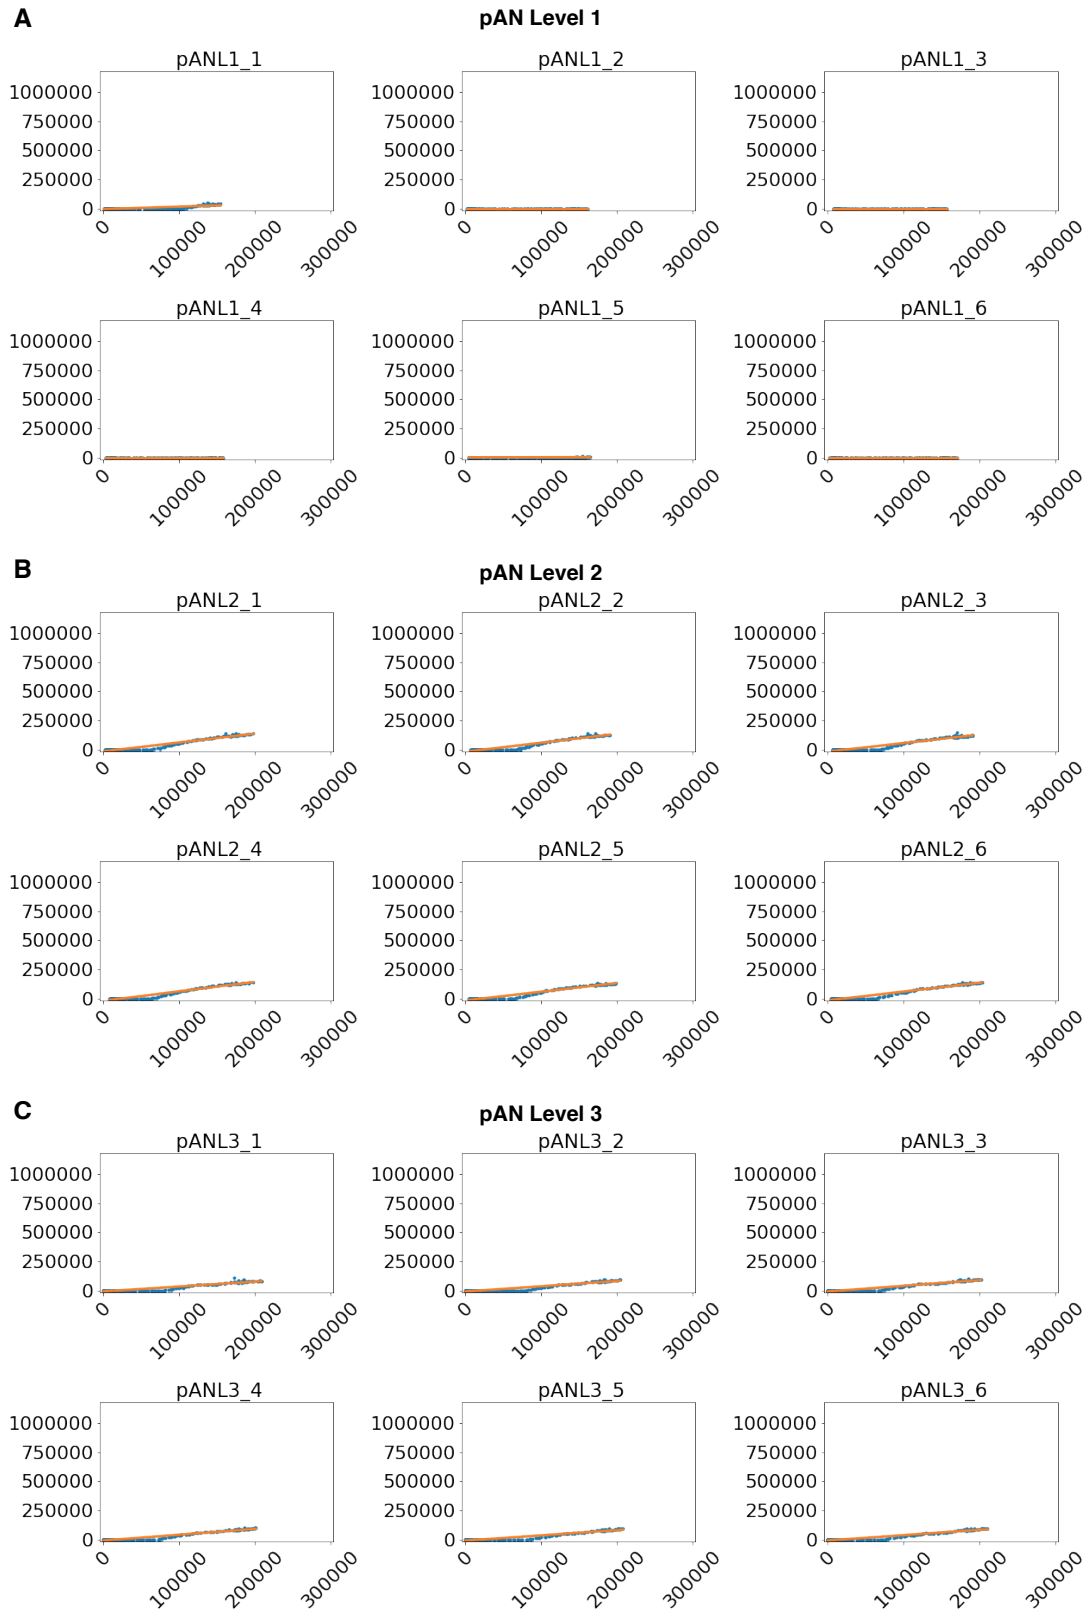 A
pAN Level 1
pANL1_1 pANL1_2 pANL1_3
1000000 1000000 1000000
750000 750000 750000
500000 500000 500000
250000 250000 250000
0 0 0
0 100000 200000 300000 0 100000 200000 300000 0 100000 200000 300000
pANL1_4 pANL1_5 pANL1_6
1000000 1000000 1000000
750000 750000 750000
500000 500000 500000
250000 250000 250000
0 0 0
0 100000 200000 300000 0 100000 200000 300000 0 100000 200000 300000
B
pAN Level 2
pANL2_1 pANL2_2 pANL2_3
1000000 1000000 1000000
750000 750000 750000
500000 500000 500000
250000 250000 250000
0 0 0
0 100000 200000 300000 0 100000 200000 300000 0 100000 200000 300000
pANL2_4 pANL2_5 pANL2_6
1000000 1000000 1000000
750000 750000 750000
500000 500000 500000
250000 250000 250000
0 0 0
0 100000 200000 300000 0 100000 200000 300000 0 100000 200000 300000
C
pAN Level 3
pANL3_1 pANL3_2 pANL3_3
1000000 1000000 1000000
750000 750000 750000
500000 500000 500000
250000 250000 250000
0 0 0
0 100000 200000 300000 0 100000 200000 300000 0 100000 200000 300000
pANL3_4 pANL3_5 pANL3_6
1000000 1000000 1000000
750000 750000 750000
500000 500000 500000
250000 250000 250000
0 0 0
0 100000 200000 300000 0 100000 200000 300000 0 100000 200000 300000